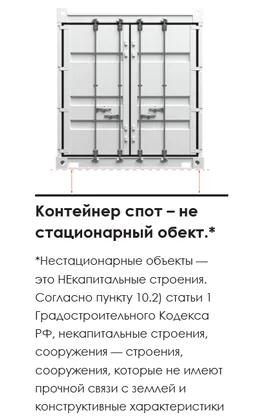 Контейнер спот – не
стационарный обект.*
*Нестационарные объекты —
это НЕкапитальные строения.
Согласно пункту 10.2) статьи 1
Градостроительного Кодекса
РФ, некапитальные строения,
сооружения — строения,
сооружения, которые не имеют
прочной связи с землей и
конструктивные характеристики